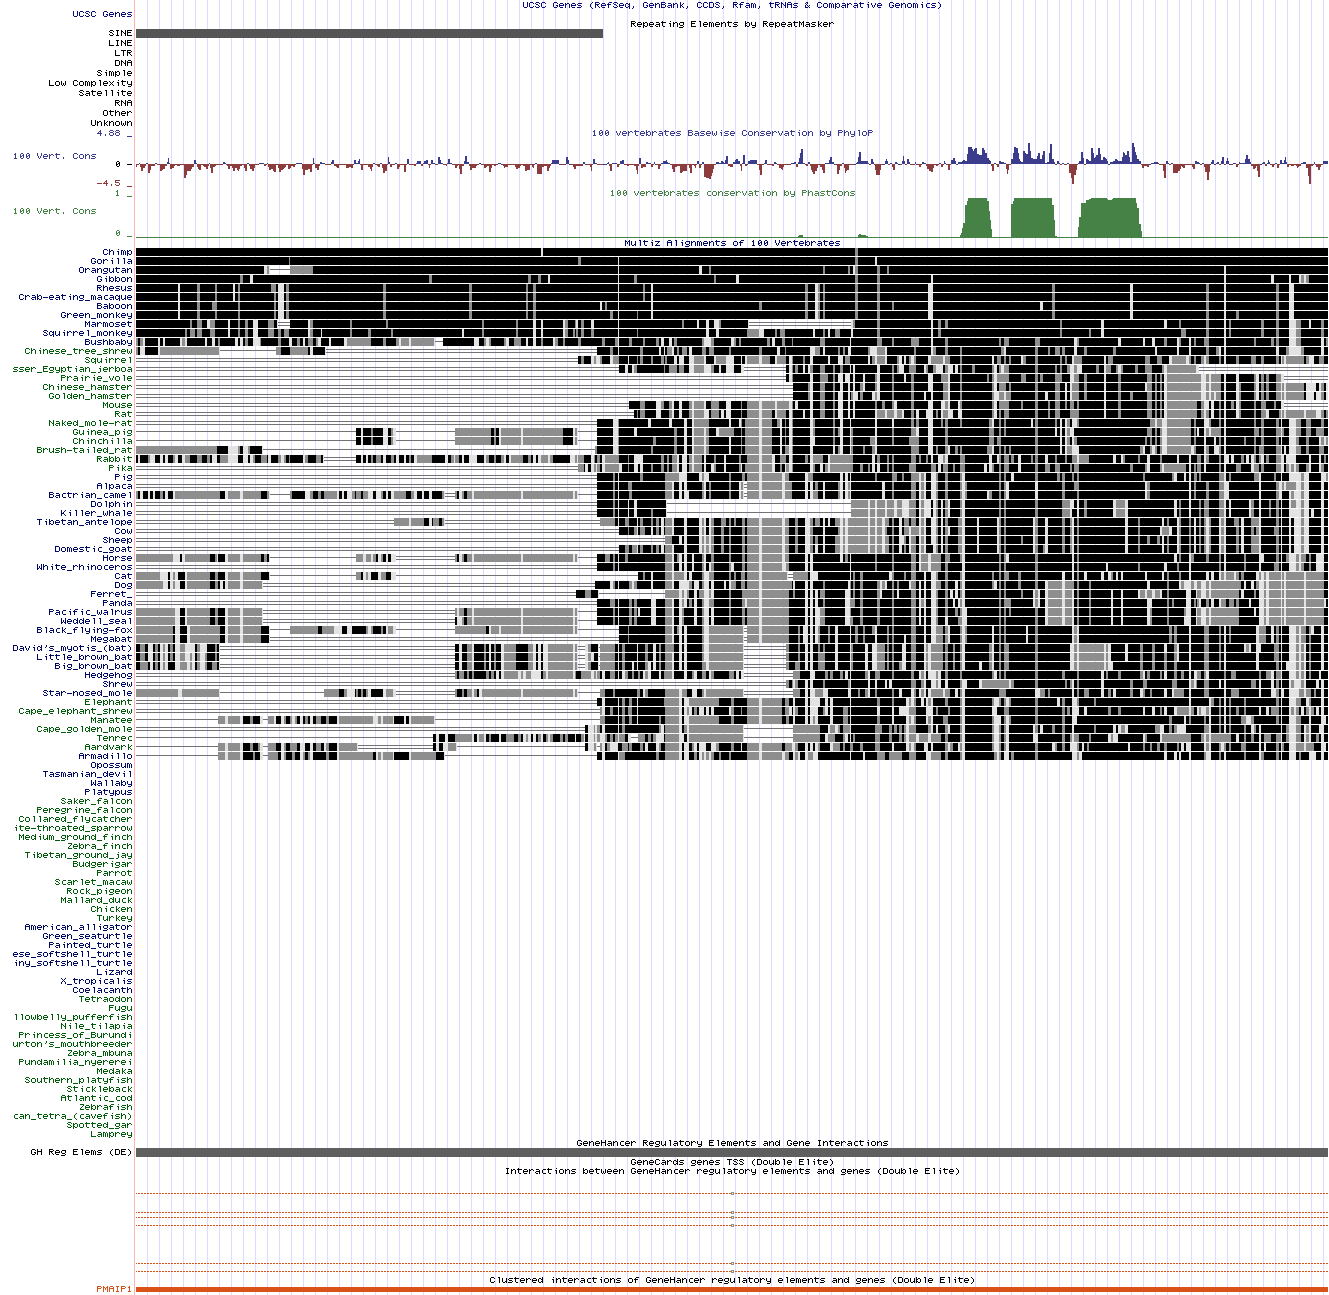 UCSC Genes (RefSeq, GenBank, CCDS, Rfam, tRNAs & Comparative Genomics)
UCSC Genes
Repeating Elements by RepeatMasker
SINE
LINE
LTR
DNA
Simple
Low Complexity
Satellite
RNA
Other
Unknown
4.88 _
100 vertebrates Basewise Conservation by PhyloP
100 Vert. Cons
0 _
-4.5 _
100 vertebrates conservation by PhastCons
1 _
100 Vert. Cons
0 _
Multiz Alignments of 100 Vertebrates
Chimp
Gorilla
Orangutan
Gibbon
Rhesus
Crab-eating_macaque
Baboon
Green_monkey
Marmoset
Squirrel_monkey
Bushbaby
Chinese_tree_shrew
Squirrel
sser_Egyptian_jerboa
Prairie_vole
Chinese_hamster
Golden_hamster
Mouse
Rat
Naked_mole-rat
Guinea_pig
Chinchilla
Brush-tailed_rat
Rabbit
Pika
Pig
Alpaca
Bactrian_camel
Dolphin
Killer_whale
Tibetan_antelope
Cow
Sheep
Domestic_goat
Horse
White_rhinoceros
Cat
Dog
Ferret_
Panda
Pacific_walrus
Weddell_seal
Black_flying-fox
Megabat
David's_myotis_(bat)
Little_brown_bat
Big_brown_bat
Hedgehog
Shrew
Star-nosed_mole
Elephant
Cape_elephant_shrew
Manatee
Cape_golden_mole
Tenrec
Aardvark
Armadillo
Opossum
Tasmanian_devil
Wallaby
Platypus
Saker_falcon
Peregrine_falcon
Collared_flycatcher
ite-throated_sparrow
Medium_ground_finch
Zebra_finch
Tibetan_ground_jay
Budgerigar
Parrot
Scarlet_macaw
Rock_pigeon
Mallard_duck
Chicken
Turkey
American_alligator
Green_seaturtle
Painted_turtle
ese_softshell_turtle
iny_softshell_turtle
Lizard
X_tropicalis
Coelacanth
Tetraodon
Fugu
llowbelly_pufferfish
Nile_tilapia
Princess_of_Burundi
urton's_mouthbreeder
Zebra_mbuna
Pundamilia_nyererei
Medaka
Southern_platyfish
Stickleback
Atlantic_cod
Zebrafish
can_tetra_(cavefish)
Spotted_gar
Lamprey
GeneHancer Regulatory Elements and Gene Interactions
GH Reg Elems (DE)
GeneCards genes TSS (Double Elite)
Interactions between GeneHancer regulatory elements and genes (Double Elite)
Clustered interactions of GeneHancer regulatory elements and genes (Double Elite)
PMAIP1